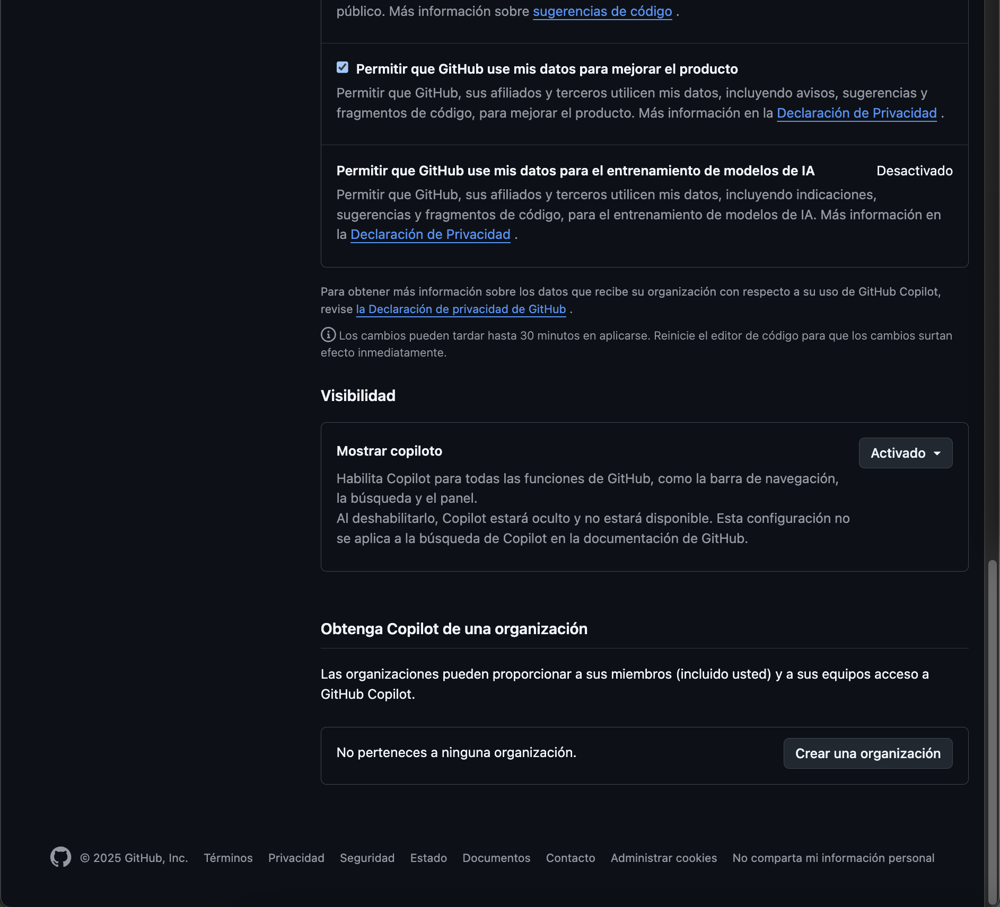 público. Más información sobre sugerencias de código .
Permitir que GitHub use mis datos para mejorar el producto
Permitir que GitHub, sus afiliados y terceros utilicen mis datos, incluyendo avisos, sugerencias y
fragmentos de código, para mejorar el producto. Más información en la Declaración de Privacidad .
Permitir que GitHub use mis datos para el entrenamiento de modelos de IA
Desactivado
Permitir que GitHub, sus afiliados y terceros utilicen mis datos, incluyendo indicaciones,
sugerencias y fragmentos de código, para el entrenamiento de modelos de IA. Más información en
la Declaración de Privacidad .
Para obtener más información sobre los datos que recibe su organización con respecto a su uso de GitHub Copilot,
revise la Declaración de privacidad de GitHub .
Los cambios pueden tardar hasta 30 minutos en aplicarse. Reinicie el editor de código para que los cambios surtan
efecto inmediatamente.
Visibilidad
Mostrar copiloto
Activado
Habilita Copilot para todas las funciones de GitHub, como la barra de navegación,
la búsqueda y el panel.
Al deshabilitarlo, Copilot estará oculto y no estará disponible. Esta configuración no
se aplica a la búsqueda de Copilot en la documentación de GitHub.
Obtenga Copilot de una organización
Las organizaciones pueden proporcionar a sus miembros (incluido usted) y a sus equipos acceso a
GitHub Copilot.
No perteneces a ninguna organización.
Crear una organización
© 2025 GitHub, Inc. Términos Privacidad Seguridad Estado Documentos Contacto Administrar cookies No comparta mi información personal